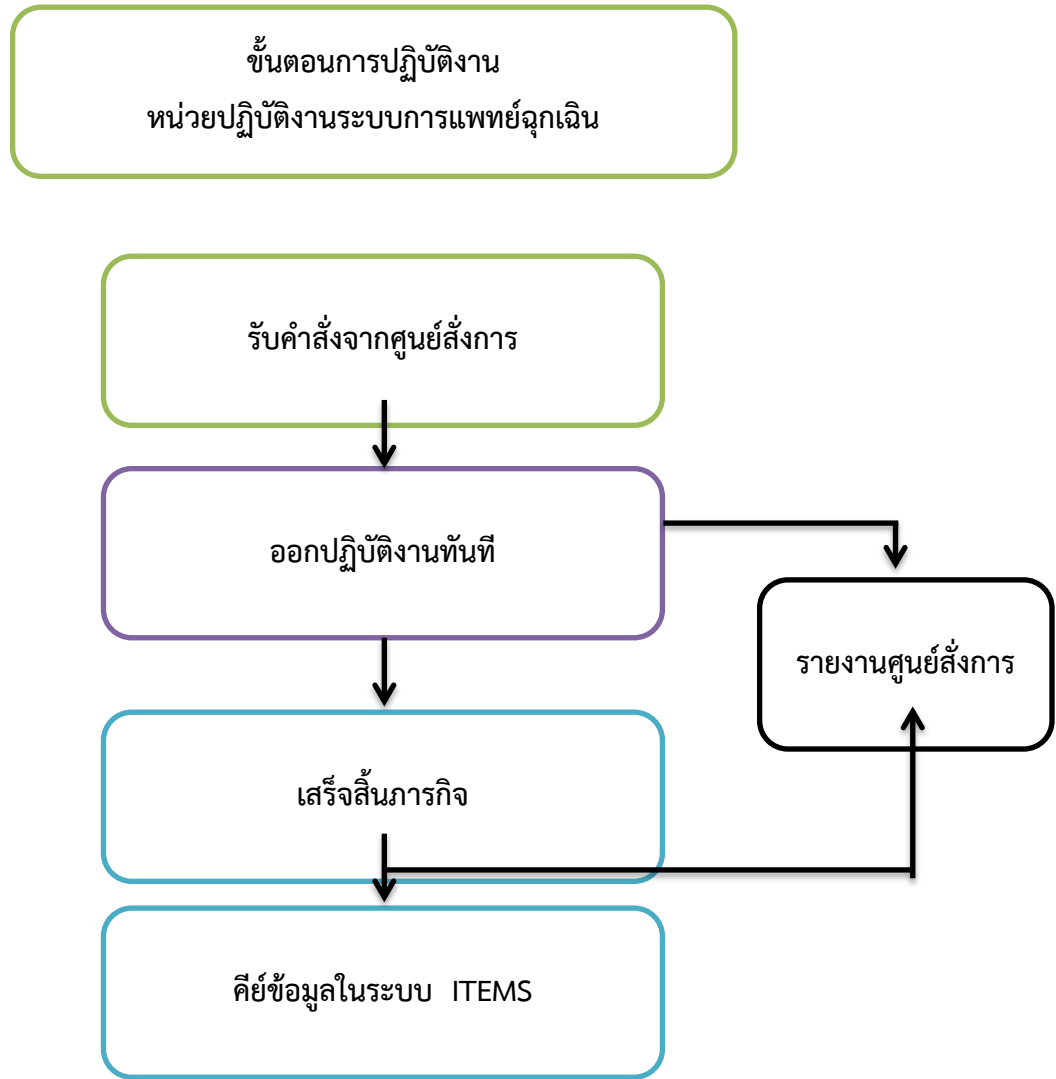 ขั้นตอนการปฏิบัติงาน
หน่วยปฏิบัติงานระบบการแพทย์ฉุกเฉิน
รับคำสั่งจากศูนย์สั่งการ
ออกปฏิบัติงานทันที
รายงานศูนย์สั่งการ
เสร็จสิ้นภารกิจ
คีย์ข้อมูลในระบบ ITEMS